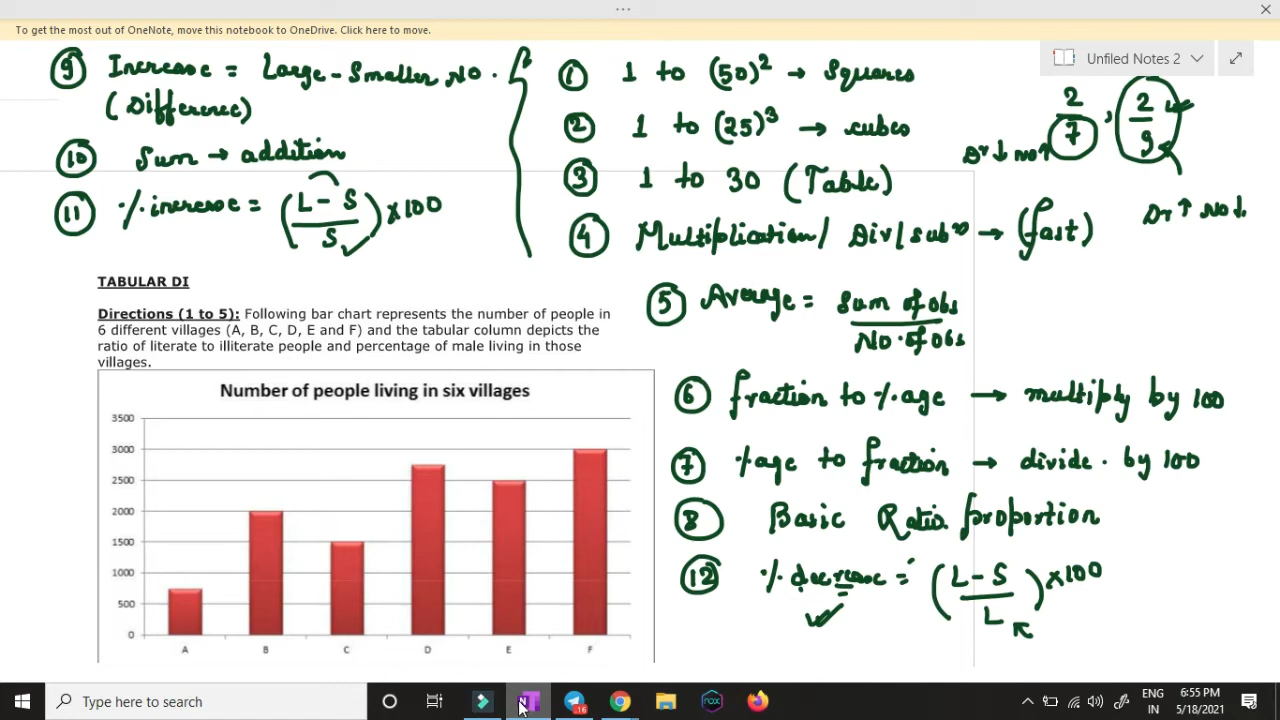 To get the most out of OneNote, move this notebook to OneDrive. Click here to move.
Unfiled Notes 2
9 Increase = Large - Smaller No.
(Difference)
10 Sum → addition
11 % increase = (L - S / S) × 100
1 1 to (50)² → Squares
2 1 to (25)³ → cubes
3 1 to 30 (Table)
4 Multiplication / Div / subⁿ → (fast)
5 Average = Sum of obs / No. of obs
6 fraction to % age → multiply by 100
7 % age to fraction → divide. by 100
8 Basic Ratio. proportion
12 % decrease = (L - S / L) × 100
2/7 , 2/9
Dr ↓ no ↑
Dr ↑ No ↓
TABULAR DI
Directions (1 to 5): Following bar chart represents the number of people in
6 different villages (A, B, C, D, E and F) and the tabular column depicts the
ratio of literate to illiterate people and percentage of male living in those
villages.
Number of people living in six villages
3500
3000
2500
2000
1500
1000
500
0
A B C D E F
Type here to search
N
16
nox
ENG
IN
6:55 PM
5/18/2021